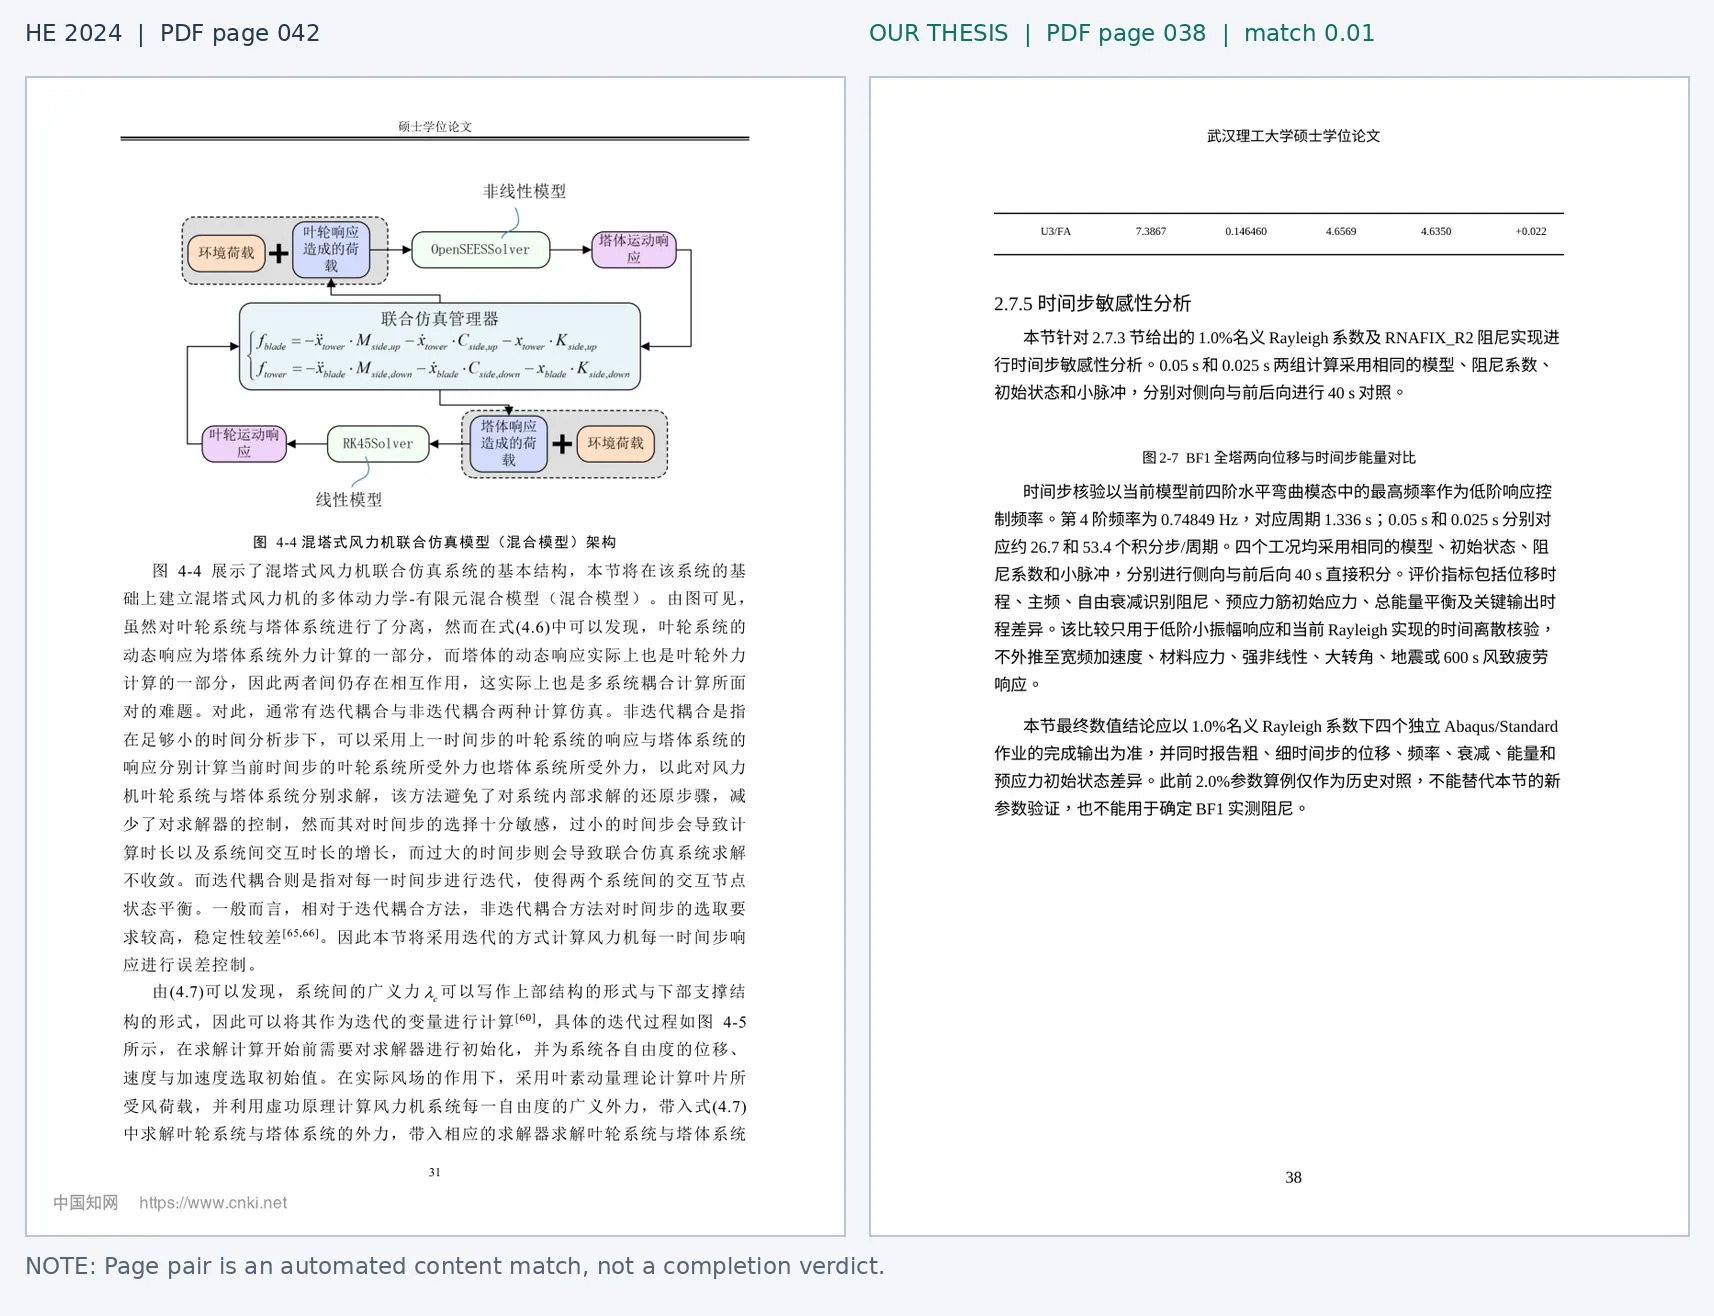 HE 2024 | PDF page 042
硕士学位论文
非线性模型
环境荷载
叶轮响应
造成的荷
载
OpenSEESSolver
塔体运动响
应
联合仿真管理器
f_blade = −ẍ_tower · M_side,up − ẋ_tower · C_side,up − x_tower · K_side,up
f_tower = −ẍ_blade · M_side,down − ẋ_blade · C_side,down − x_blade · K_side,down
叶轮运动响
应
RK45Solver
塔体响应
造成的荷
载
环境荷载
线性模型
图 4-4 混塔式风力机联合仿真模型（混合模型）架构
图 4-4 展示了混塔式风力机联合仿真系统的基本结构，本节将在该系统的基
础上建立混塔式风力机的多体动力学-有限元混合模型（混合模型）。由图可见，
虽然对叶轮系统与塔体系统进行了分离，然而在式(4.6)中可以发现，叶轮系统的
动态响应为塔体系统外力计算的一部分，而塔体的动态响应实际上也是叶轮外力
计算的一部分，因此两者间仍存在相互作用，这实际上也是多系统耦合计算所面
对的难题。对此，通常有迭代耦合与非迭代耦合两种计算仿真。非迭代耦合是指
在足够小的时间分析步下，可以采用上一时间步的叶轮系统的响应与塔体系统的
响应分别计算当前时间步的叶轮系统所受外力也塔体系统所受外力，以此对风力
机叶轮系统与塔体系统分别求解，该方法避免了对系统内部求解的还原步骤，减
少了对求解器的控制，然而其对时间步的选择十分敏感，过小的时间步会导致计
算时长以及系统间交互时长的增长，而过大的时间步则会导致联合仿真系统求解
不收敛。而迭代耦合则是指对每一时间步进行迭代，使得两个系统间的交互节点
状态平衡。一般而言，相对于迭代耦合方法，非迭代耦合方法对时间步的选取要
求较高，稳定性较差[65,66]。因此本节将采用迭代的方式计算风力机每一时间步响
应进行误差控制。
由(4.7)可以发现，系统间的广义力 λ_c 可以写作上部结构的形式与下部支撑结
构的形式，因此可以将其作为迭代的变量进行计算[60]，具体的迭代过程如图 4-5
所示，在求解计算开始前需要对求解器进行初始化，并为系统各自由度的位移、
速度与加速度选取初始值。在实际风场的作用下，采用叶素动量理论计算叶片所
受风荷载，并利用虚功原理计算风力机系统每一自由度的广义外力，带入式(4.7)
中求解叶轮系统与塔体系统的外力，带入相应的求解器求解叶轮系统与塔体系统
31
中国知网 https://www.cnki.net
OUR THESIS | PDF page 038 | match 0.01
武汉理工大学硕士学位论文
U3/FA 7.3867 0.146460 4.6569 4.6350 +0.022
2.7.5 时间步敏感性分析
本节针对 2.7.3 节给出的 1.0%名义 Rayleigh 系数及 RNAFIX_R2 阻尼实现进
行时间步敏感性分析。0.05 s 和 0.025 s 两组计算采用相同的模型、阻尼系数、
初始状态和小脉冲，分别对侧向与前后向进行 40 s 对照。
图 2-7 BF1 全塔两向位移与时间步能量对比
时间步核验以当前模型前四阶水平弯曲模态中的最高频率作为低阶响应控
制频率。第 4 阶频率为 0.74849 Hz，对应周期 1.336 s；0.05 s 和 0.025 s 分别对
应约 26.7 和 53.4 个积分步/周期。四个工况均采用相同的模型、初始状态、阻
尼系数和小脉冲，分别进行侧向与前后向 40 s 直接积分。评价指标包括位移时
程、主频、自由衰减识别阻尼、预应力筋初始应力、总能量平衡及关键输出时
程差异。该比较只用于低阶小振幅响应和当前 Rayleigh 实现的时间离散核验，
不外推至宽频加速度、材料应力、强非线性、大转角、地震或 600 s 风致疲劳
响应。
本节最终数值结论应以 1.0%名义 Rayleigh 系数下四个独立 Abaqus/Standard
作业的完成输出为准，并同时报告粗、细时间步的位移、频率、衰减、能量和
预应力初始状态差异。此前 2.0%参数算例仅作为历史对照，不能替代本节的新
参数验证，也不能用于确定 BF1 实测阻尼。
38
NOTE: Page pair is an automated content match, not a completion verdict.